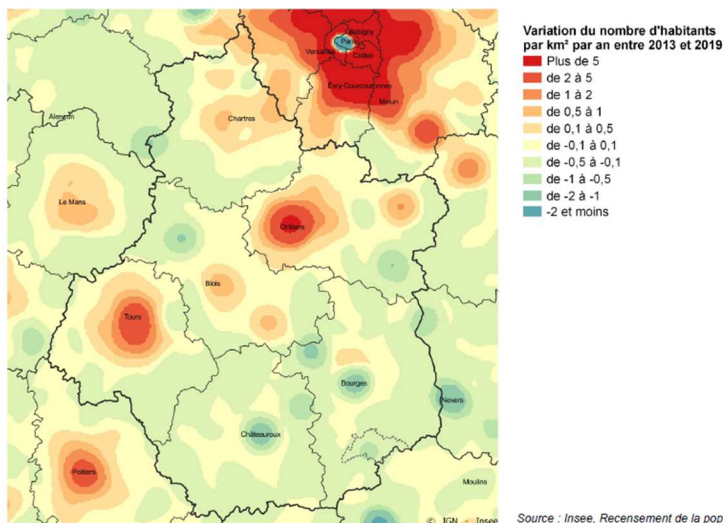 Variation du nombre d'habitants
par km² par an entre 2013 et 2019
Plus de 5
de 2 à 5
de 1 à 2
de 0,5 à 1
de 0,1 à 0,5
de -0,1 à 0,1
de -0,5 à -0,1
de -1 à -0,5
de -2 à -1
-2 et moins
Bobigny
Paris
Versailles
Créteil
Évry-Courcouronnes
Melun
Chartres
Alençon
Le Mans
Orléans
Blois
Tours
Bourges
Nevers
Châteauroux
Poitiers
Moulins
© IGN - Insee
Source : Insee, Recensement de la pop